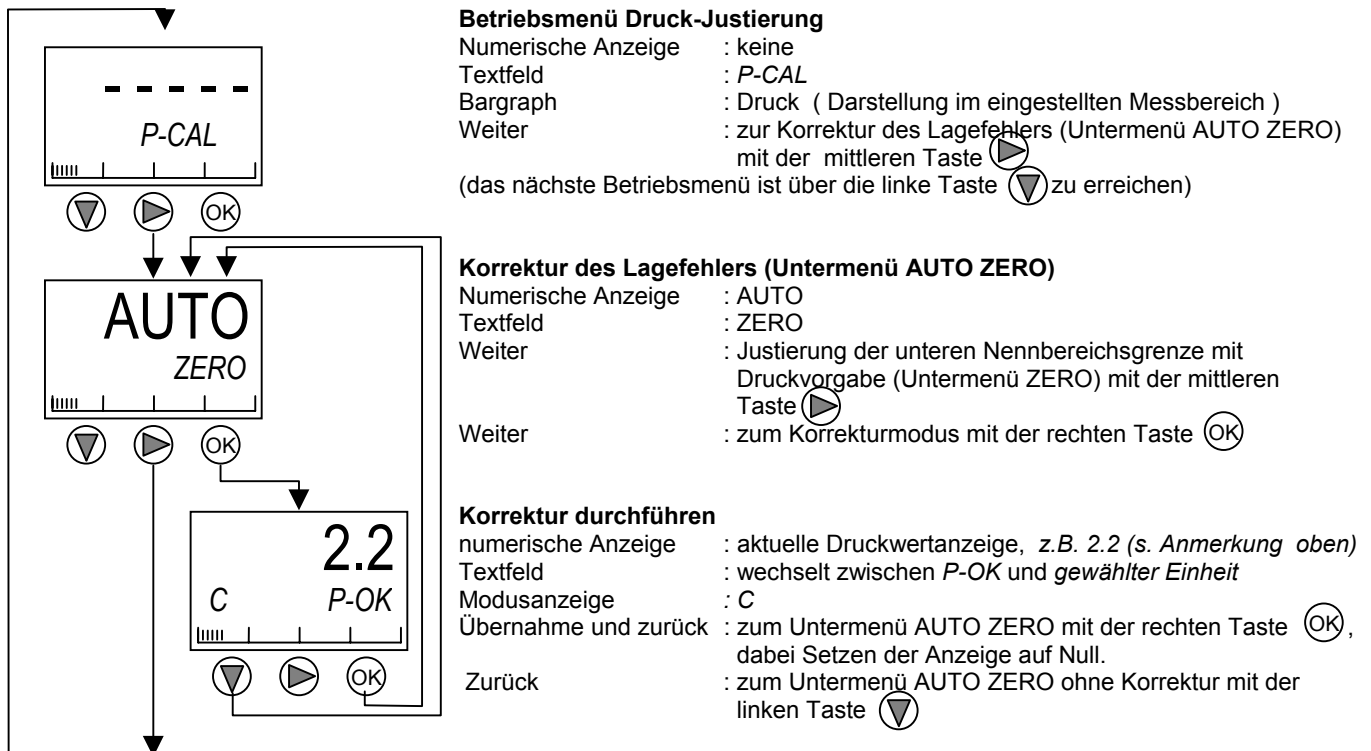 Betriebsmenü Druck-Justierung
Numerische Anzeige : keine
Textfeld : P-CAL
Bargraph : Druck ( Darstellung im eingestellten Messbereich )
Weiter : zur Korrektur des Lagefehlers (Untermenü AUTO ZERO)
mit der mittleren Taste
(das nächste Betriebsmenü ist über die linke Taste zu erreichen)
- - - - -
P-CAL
OK
Korrektur des Lagefehlers (Untermenü AUTO ZERO)
Numerische Anzeige : AUTO
Textfeld : ZERO
Weiter : Justierung der unteren Nennbereichsgrenze mit
Druckvorgabe (Untermenü ZERO) mit der mittleren
Taste
Weiter : zum Korrekturmodus mit der rechten Taste OK
AUTO
ZERO
OK
Korrektur durchführen
numerische Anzeige : aktuelle Druckwertanzeige, z.B. 2.2 (s. Anmerkung oben)
Textfeld : wechselt zwischen P-OK und gewählter Einheit
Modusanzeige : C
Übernahme und zurück : zum Untermenü AUTO ZERO mit der rechten Taste OK ,
dabei Setzen der Anzeige auf Null.
Zurück : zum Untermenü AUTO ZERO ohne Korrektur mit der
linken Taste
2.2
C P-OK
OK